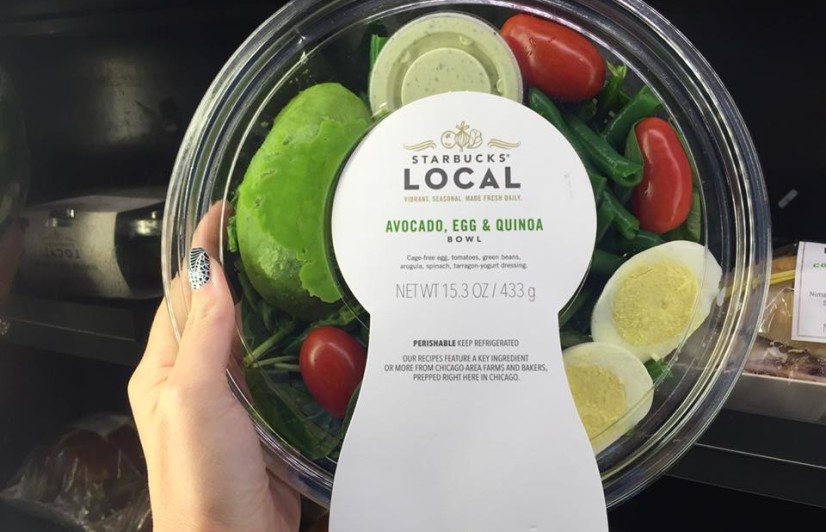 STARBUCKS®
LOCAL
VIBRANT. SEASONAL. MADE FRESH DAILY.
AVOCADO, EGG & QUINOA
BOWL
Cage-free egg, tomatoes, green beans,
arugula, spinach, tarragon-yogurt dressing.
NET WT 15.3 OZ / 433 g
PERISHABLE KEEP REFRIGERATED
OUR RECIPES FEATURE A KEY INGREDIENT
OR MORE FROM CHICAGO-AREA FARMS AND BAKERS,
PREPPED RIGHT HERE IN CHICAGO.
LOCAL